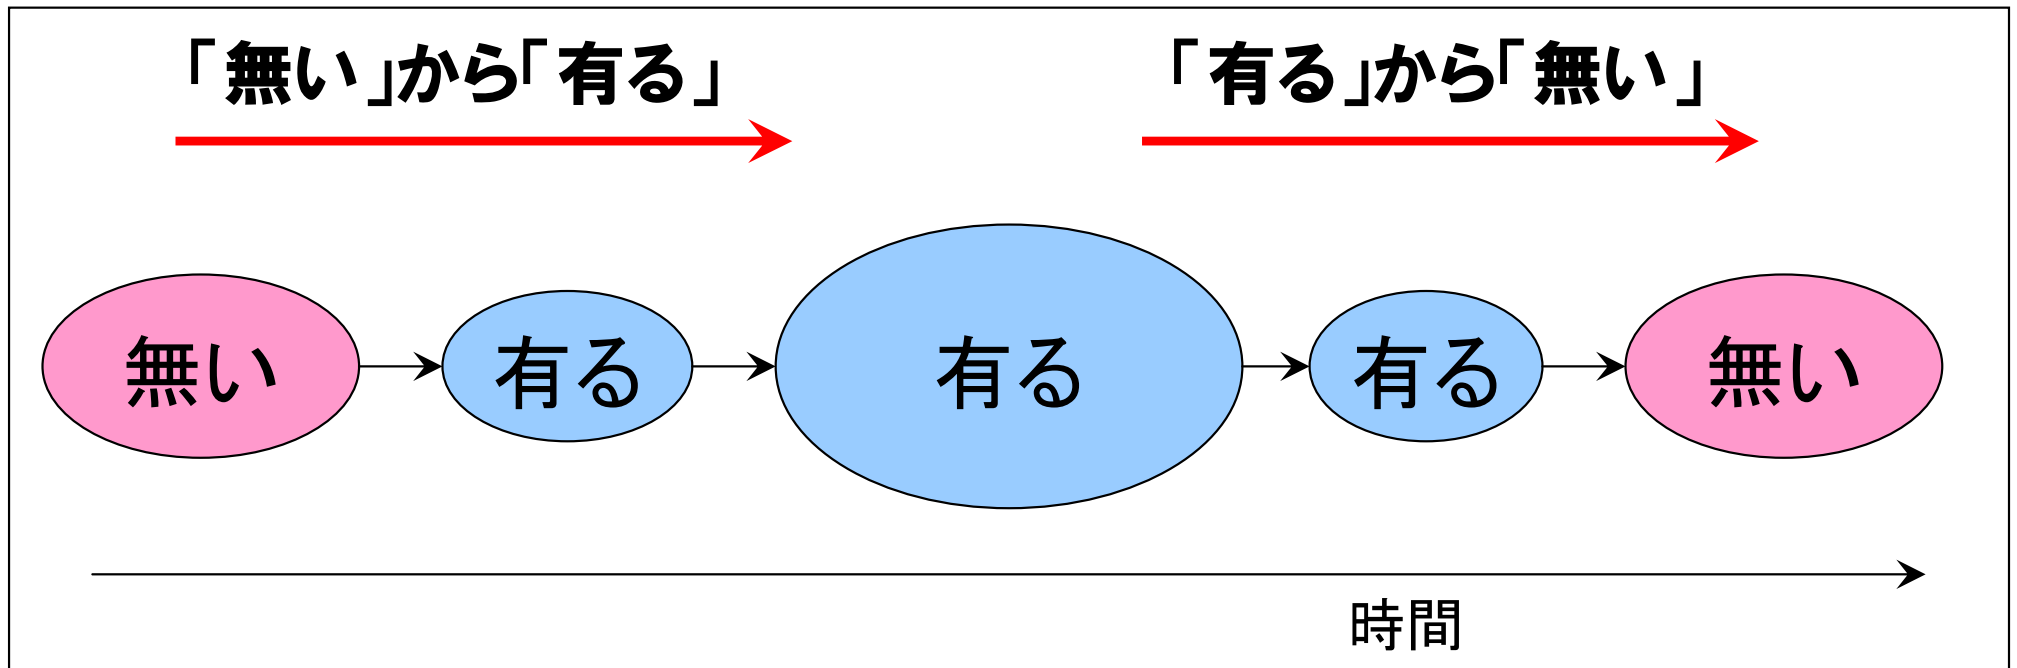 「無い」から「有る」
「有る」から「無い」
無い
有る
有る
有る
無い
時間